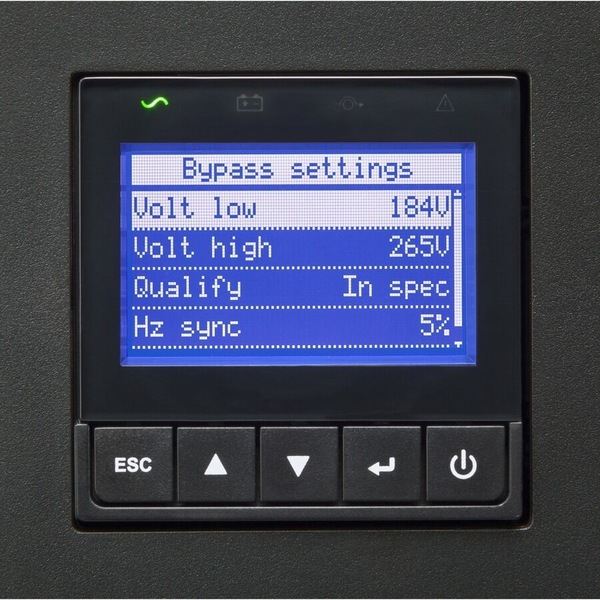 Bypass settings
Volt low 184V
Volt high 265V
Qualify In spec
Hz sync 5%
ESC